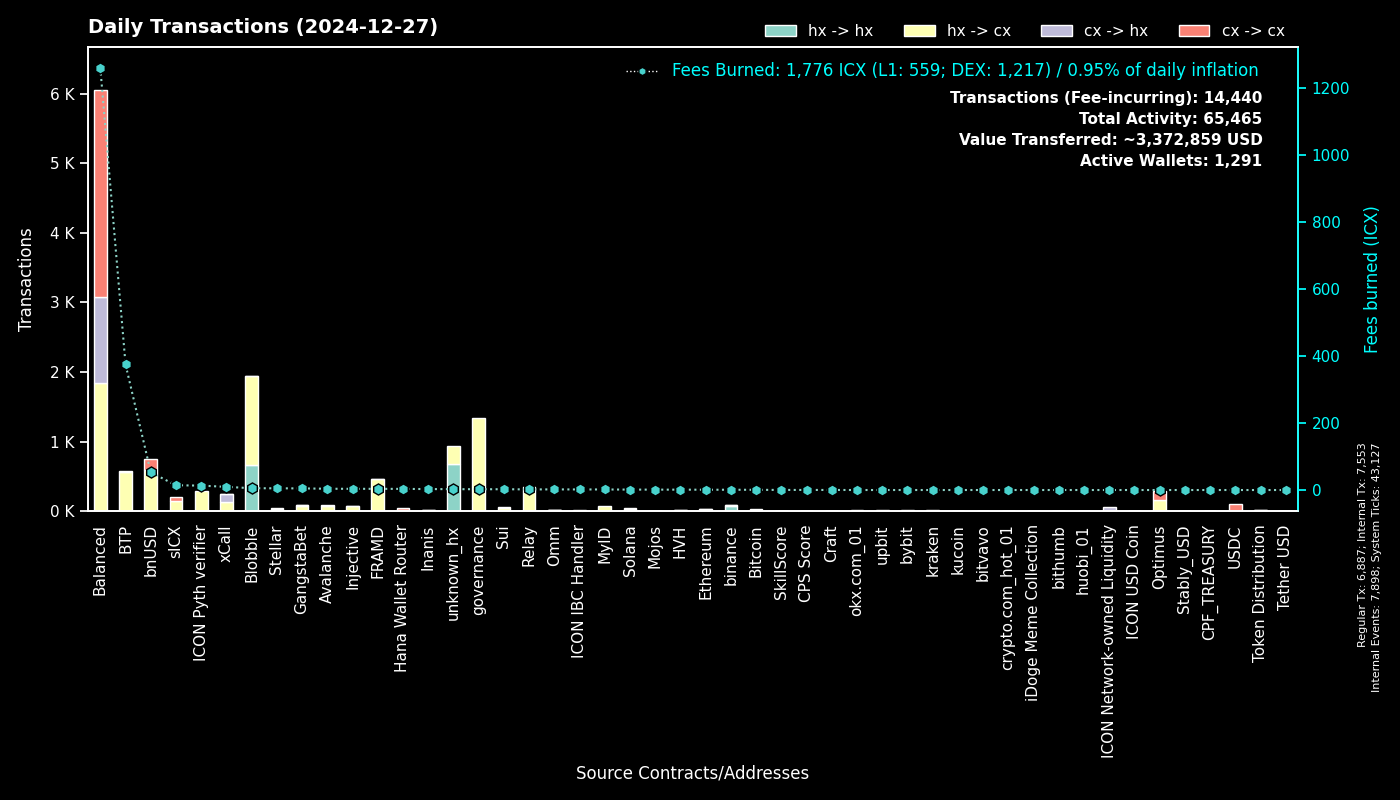 Daily Transactions (2024-12-27)
hx -> hx
hx -> cx
cx -> hx
cx -> cx
Fees Burned: 1,776 ICX (L1: 559; DEX: 1,217) / 0.95% of daily inflation
Transactions (Fee-incurring): 14,440
Total Activity: 65,465
Value Transferred: ~3,372,859 USD
Active Wallets: 1,291
Transactions
6 K
5 K
4 K
3 K
2 K
1 K
0 K
1200
1000
800
600
400
200
0
Fees burned (ICX)
Balanced
BTP
bnUSD
sICX
ICON Pyth verifier
xCall
Blobble
Stellar
GangstaBet
Avalanche
Injective
FRAMD
Hana Wallet Router
Inanis
unknown_hx
governance
Sui
Relay
Omm
ICON IBC Handler
MyID
Solana
Mojos
HVH
Ethereum
binance
Bitcoin
SkillScore
CPS Score
Craft
okx.com_01
upbit
bybit
kraken
kucoin
bitvavo
crypto.com_hot_01
iDoge Meme Collection
bithumb
huobi_01
ICON Network-owned Liquidity
ICON USD Coin
Optimus
Stably_USD
CPF_TREASURY
USDC
Token Distribution
Tether USD
Source Contracts/Addresses
Regular Tx: 6,887; Internal Tx: 7,553
Internal Events: 7,898; System Ticks: 43,127